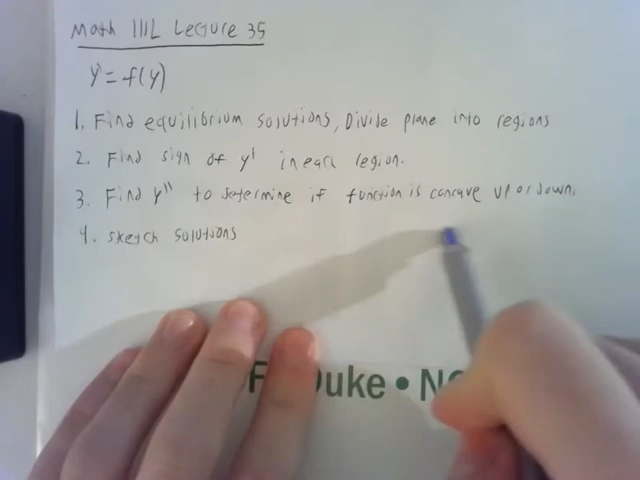 Math 111L Lecture 35
y' = f(y)
1. Find equilibrium solutions, Divide plane into regions
2. Find sign of y' in each region.
3. Find y'' to determine if function is concave up or down.
4. sketch solutions
Duke •